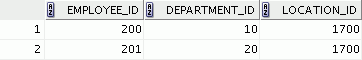 EMPLOYEE_ID DEPARTMENT_ID LOCATION_ID
1 200 10 1700
2 201 20 1700